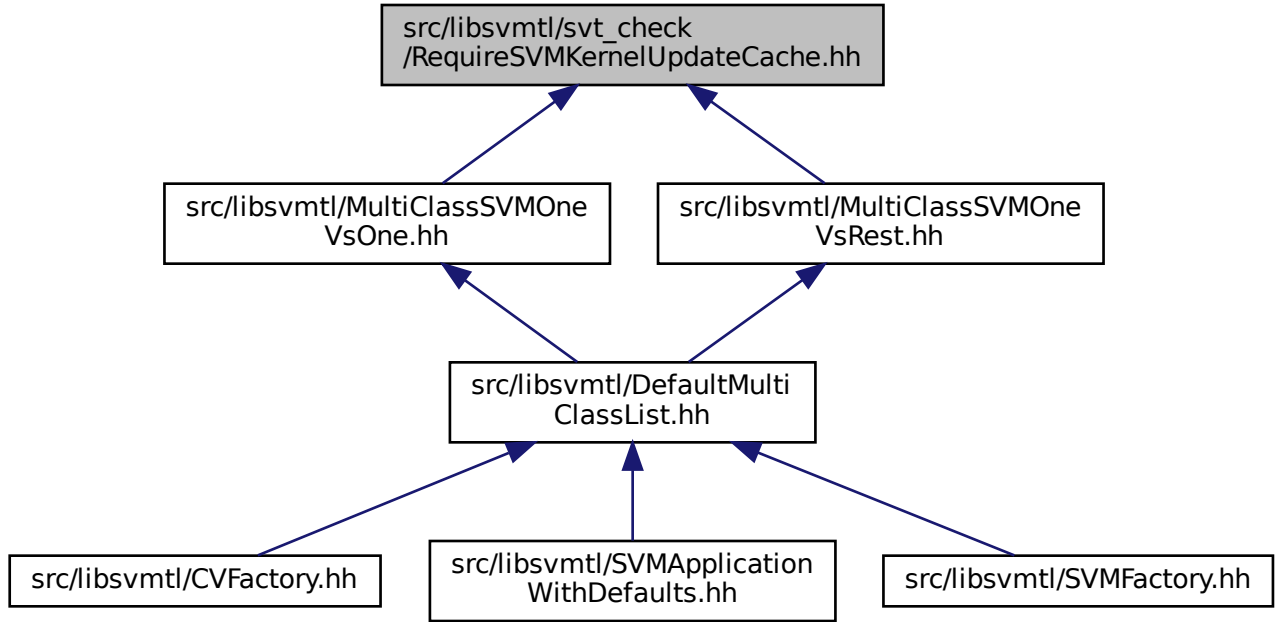 src/libsvmtl/svt_check
/RequireSVMKernelUpdateCache.hh
src/libsvmtl/MultiClassSVMOne
VsOne.hh
src/libsvmtl/MultiClassSVMOne
VsRest.hh
src/libsvmtl/DefaultMulti
ClassList.hh
src/libsvmtl/CVFactory.hh
src/libsvmtl/SVMApplication
WithDefaults.hh
src/libsvmtl/SVMFactory.hh